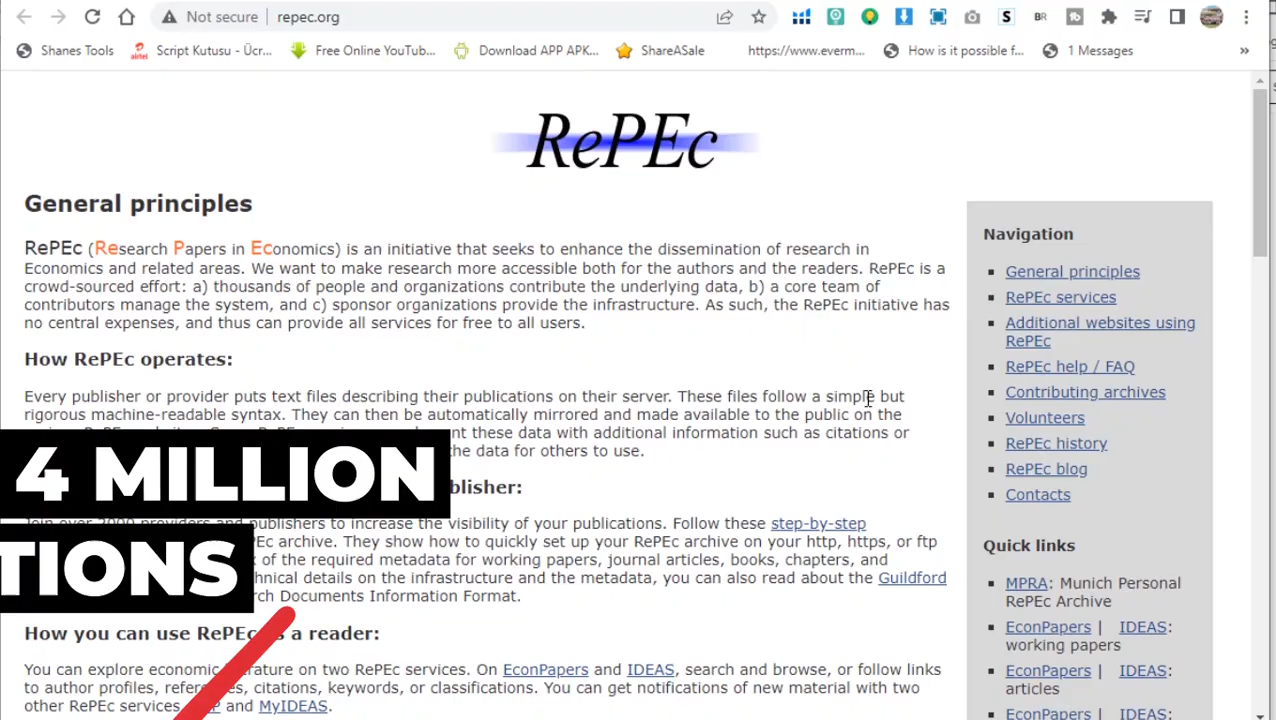 Not secure | repec.org
Shanes Tools
Script Kutusu - Ücr...
airtel
Free Online YouTub...
Download APP APK...
ShareASale
https://www.everm...
How is it possible f...
1 Messages
»
RePEc
General principles
RePEc (Research Papers in Economics) is an initiative that seeks to enhance the dissemination of research in
Economics and related areas. We want to make research more accessible both for the authors and the readers. RePEc is a
crowd-sourced effort: a) thousands of people and organizations contribute the underlying data, b) a core team of
contributors manage the system, and c) sponsor organizations provide the infrastructure. As such, the RePEc initiative has
no central expenses, and thus can provide all services for free to all users.
How RePEc operates:
Every publisher or provider puts text files describing their publications on their server. These files follow a simple but
rigorous machine-readable syntax. They can then be automatically mirrored and made available to the public on the
these data with additional information such as citations or
the data for others to use.
4 MILLION
TIONS
Join over 2000 providers and publishers to increase the visibility of your publications. Follow these step-by-step
archive. They show how to quickly set up your RePEc archive on your http, https, or ftp
of the required metadata for working papers, journal articles, books, chapters, and
details on the infrastructure and the metadata, you can also read about the Guildford
Documents Information Format.
How you can use RePEc as a reader:
You can explore economic literature on two RePEc services. On EconPapers and IDEAS, search and browse, or follow links
to author profiles, references, citations, keywords, or classifications. You can get notifications of new material with two
other RePEc services, and MyIDEAS.
Navigation
General principles
RePEc services
Additional websites using
RePEc
RePEc help / FAQ
Contributing archives
Volunteers
RePEc history
RePEc blog
Contacts
Quick links
MPRA: Munich Personal
RePEc Archive
EconPapers | IDEAS:
working papers
EconPapers | IDEAS:
articles
EconPapers | IDEAS: